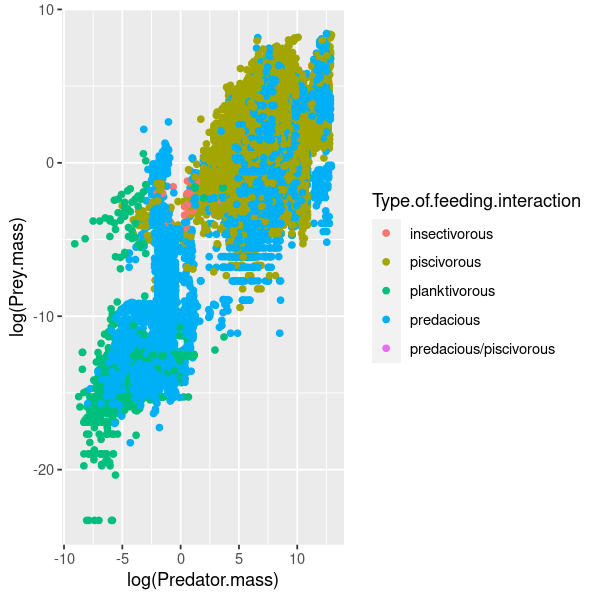 10
0
-10
-20
log(Prey.mass)
-10 -5 0 5 10
log(Predator.mass)
Type.of.feeding.interaction
insectivorous
piscivorous
planktivorous
predacious
predacious/piscivorous